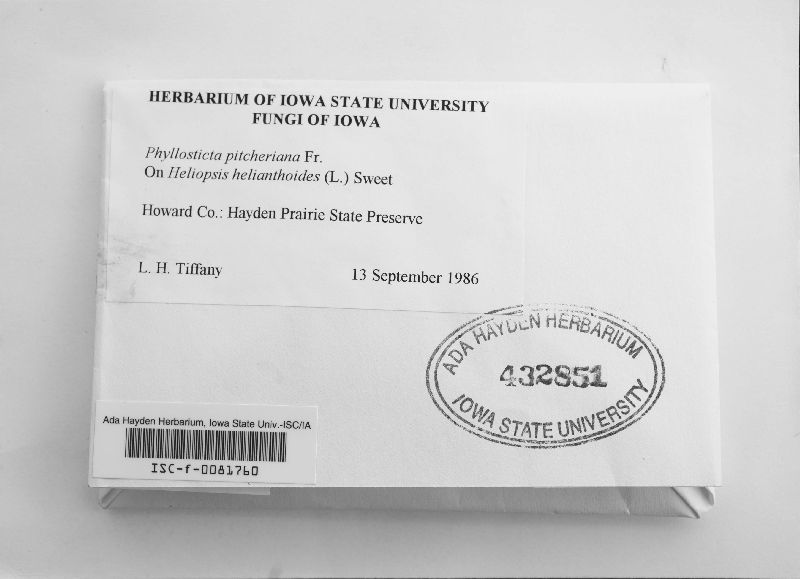 HERBARIUM OF IOWA STATE UNIVERSITY
FUNGI OF IOWA
Phyllosticta pitcheriana Fr.
On Heliopsis helianthoides (L.) Sweet
Howard Co.: Hayden Prairie State Preserve
L. H. Tiffany 13 September 1986
ADA HAYDEN HERBARIUM
432851
IOWA STATE UNIVERSITY
Ada Hayden Herbarium, Iowa State Univ.-ISC/IA
ISC-f-0081760